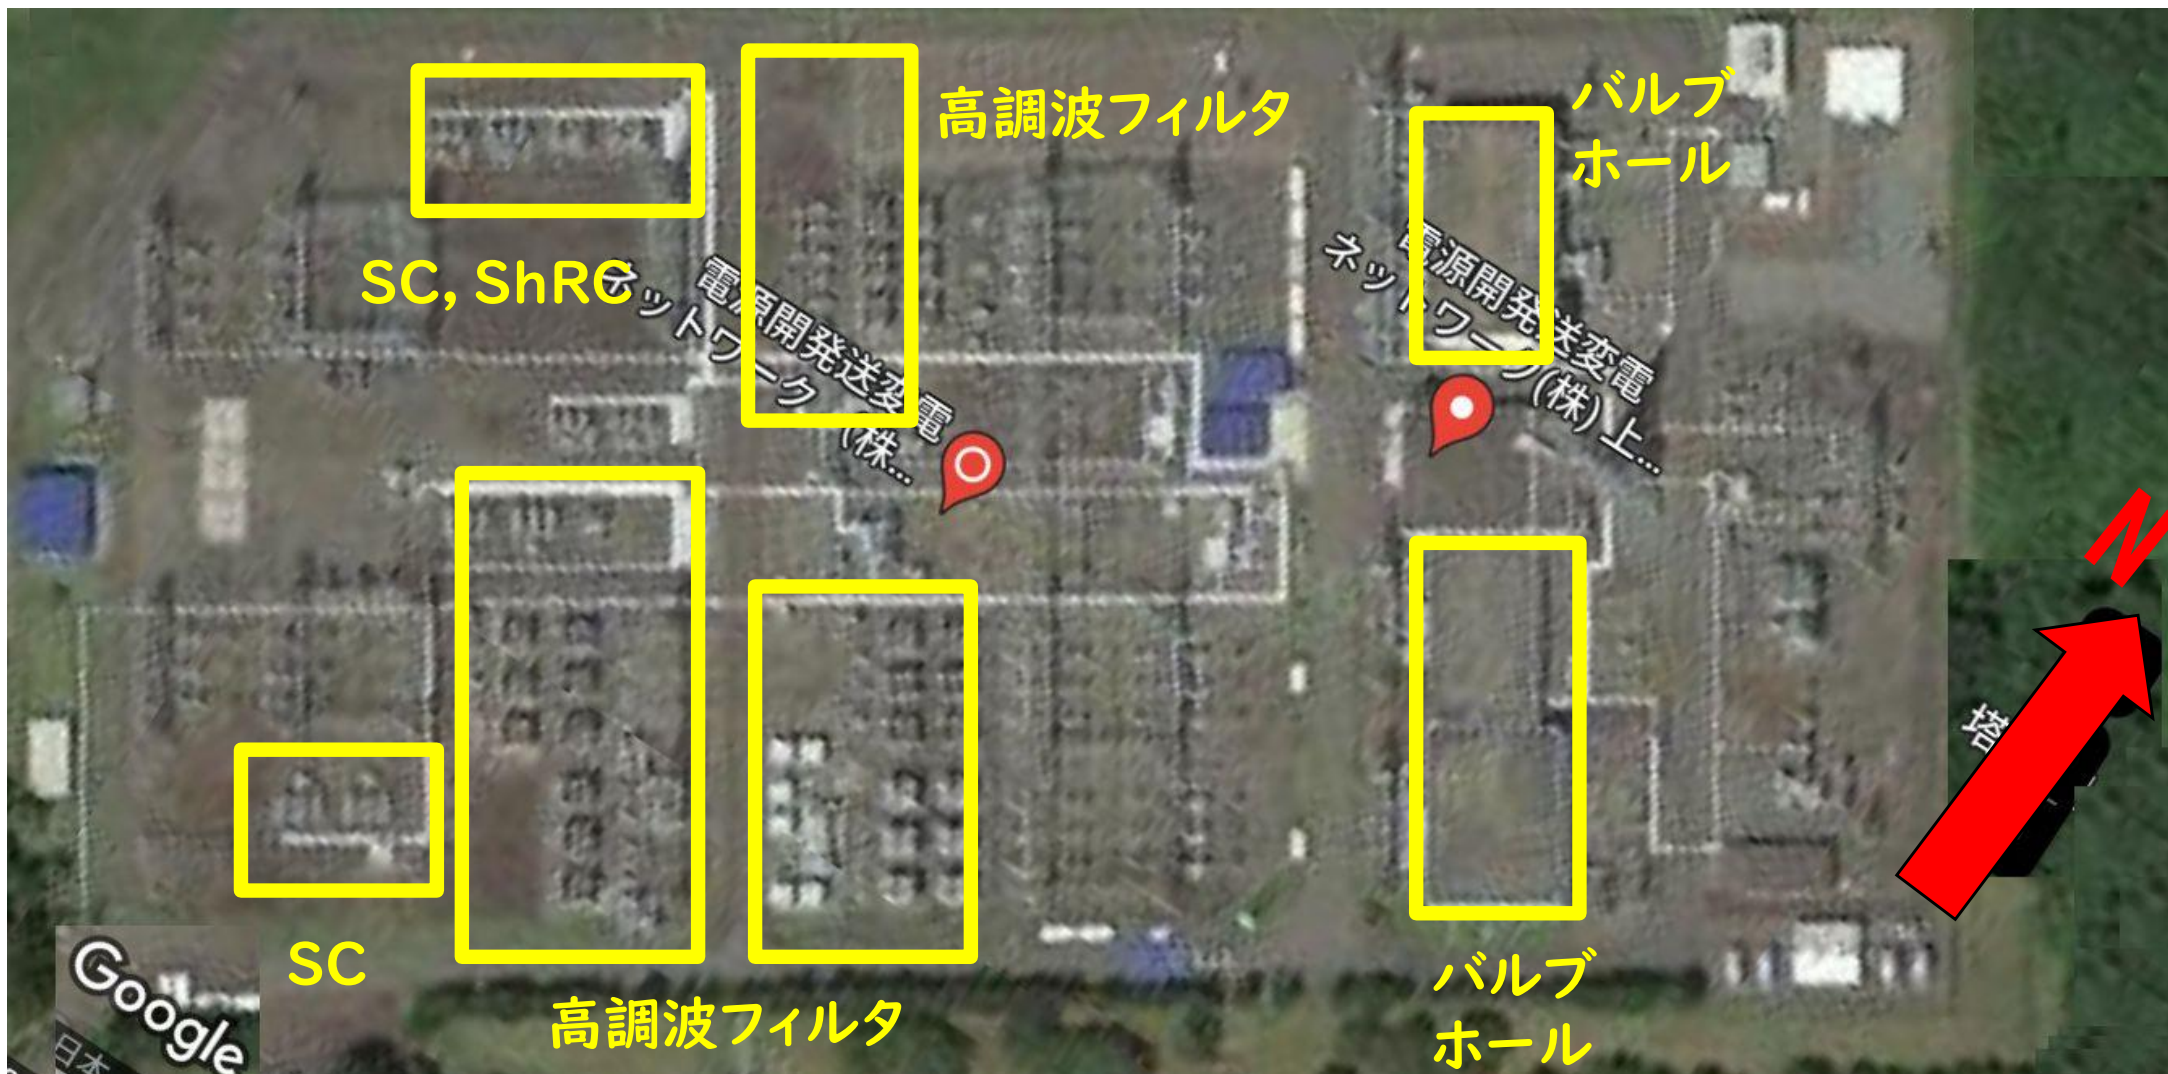 高調波フィルタ
バルブ
ホール
SC, ShRC
電源開発送変電
ネットワーク (株...
電源開発送変電
ネットワーク(株) 上...
N
塔
SC
高調波フィルタ
バルブ
ホール
Google
日本